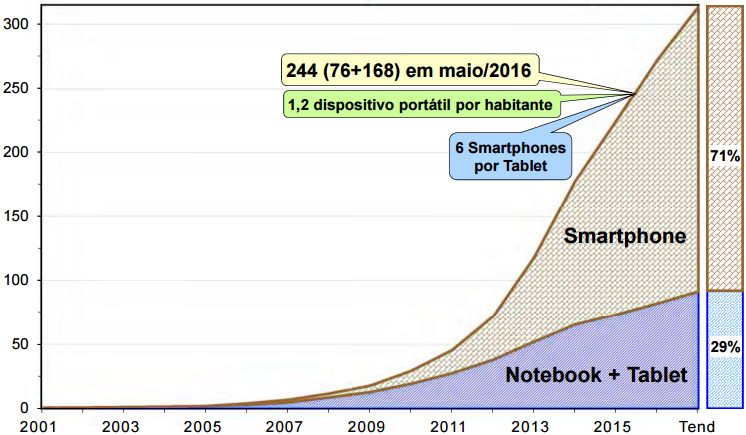 300
250
200
150
100
50
0
244 (76+168) em maio/2016
1,2 dispositivo portátil por habitante
6 Smartphones
por Tablet
Smartphone
Notebook + Tablet
71%
29%
2001 2003 2005 2007 2009 2011 2013 2015 Tend